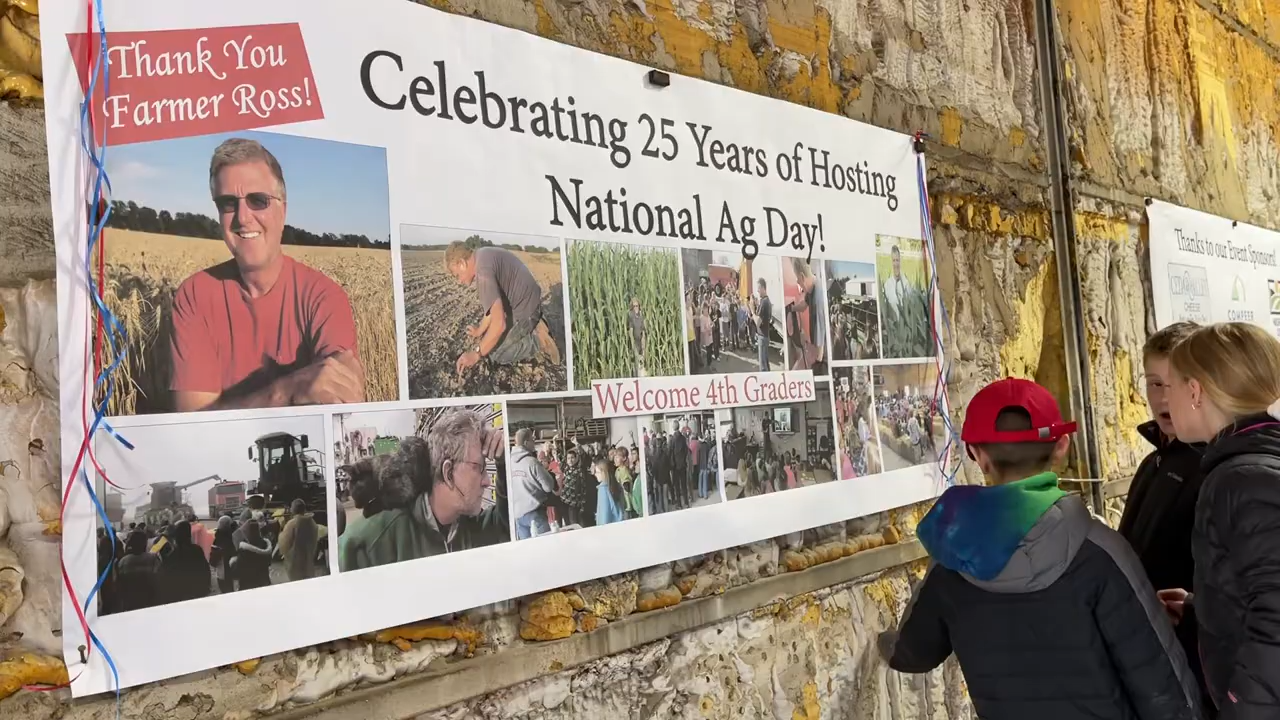 Thank You
Farmer Ross!
Celebrating 25 Years of Hosting
National Ag Day!
Welcome 4th Graders
Thanks to our Event Sponsors!
COMPEER